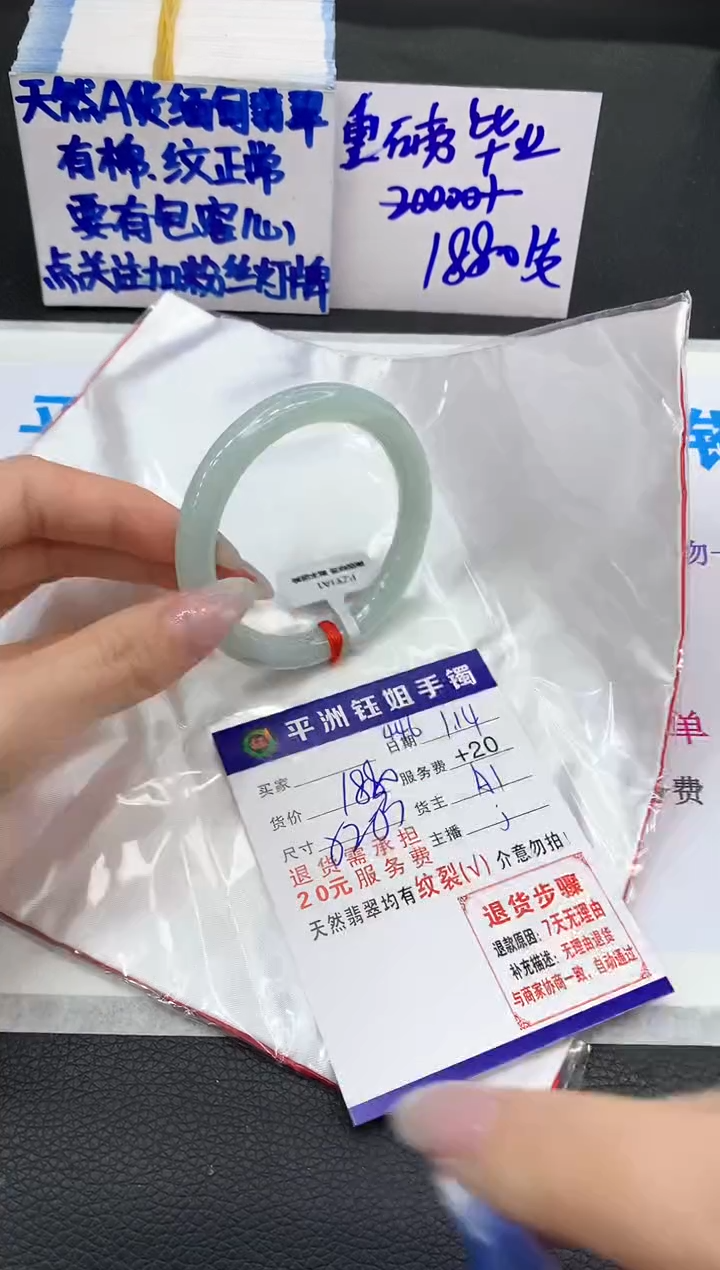 天然A货缅甸翡翠
有棉、纹正常
要有包容心
点关注加粉丝灯牌
重磅毕业
20000+
1880发
FZYJA1
平洲钰姐手镯
446
日期 1.14
买家
服务费 +20
货价 1880
货主 A1
尺寸
主播 j
退货需承担
20元服务费
天然翡翠均有纹裂(√) 介意勿拍!
退货步骤
退款原因：7天无理由
补充描述：无理由退货
与商家协商一致，自动通过
勿
单
费